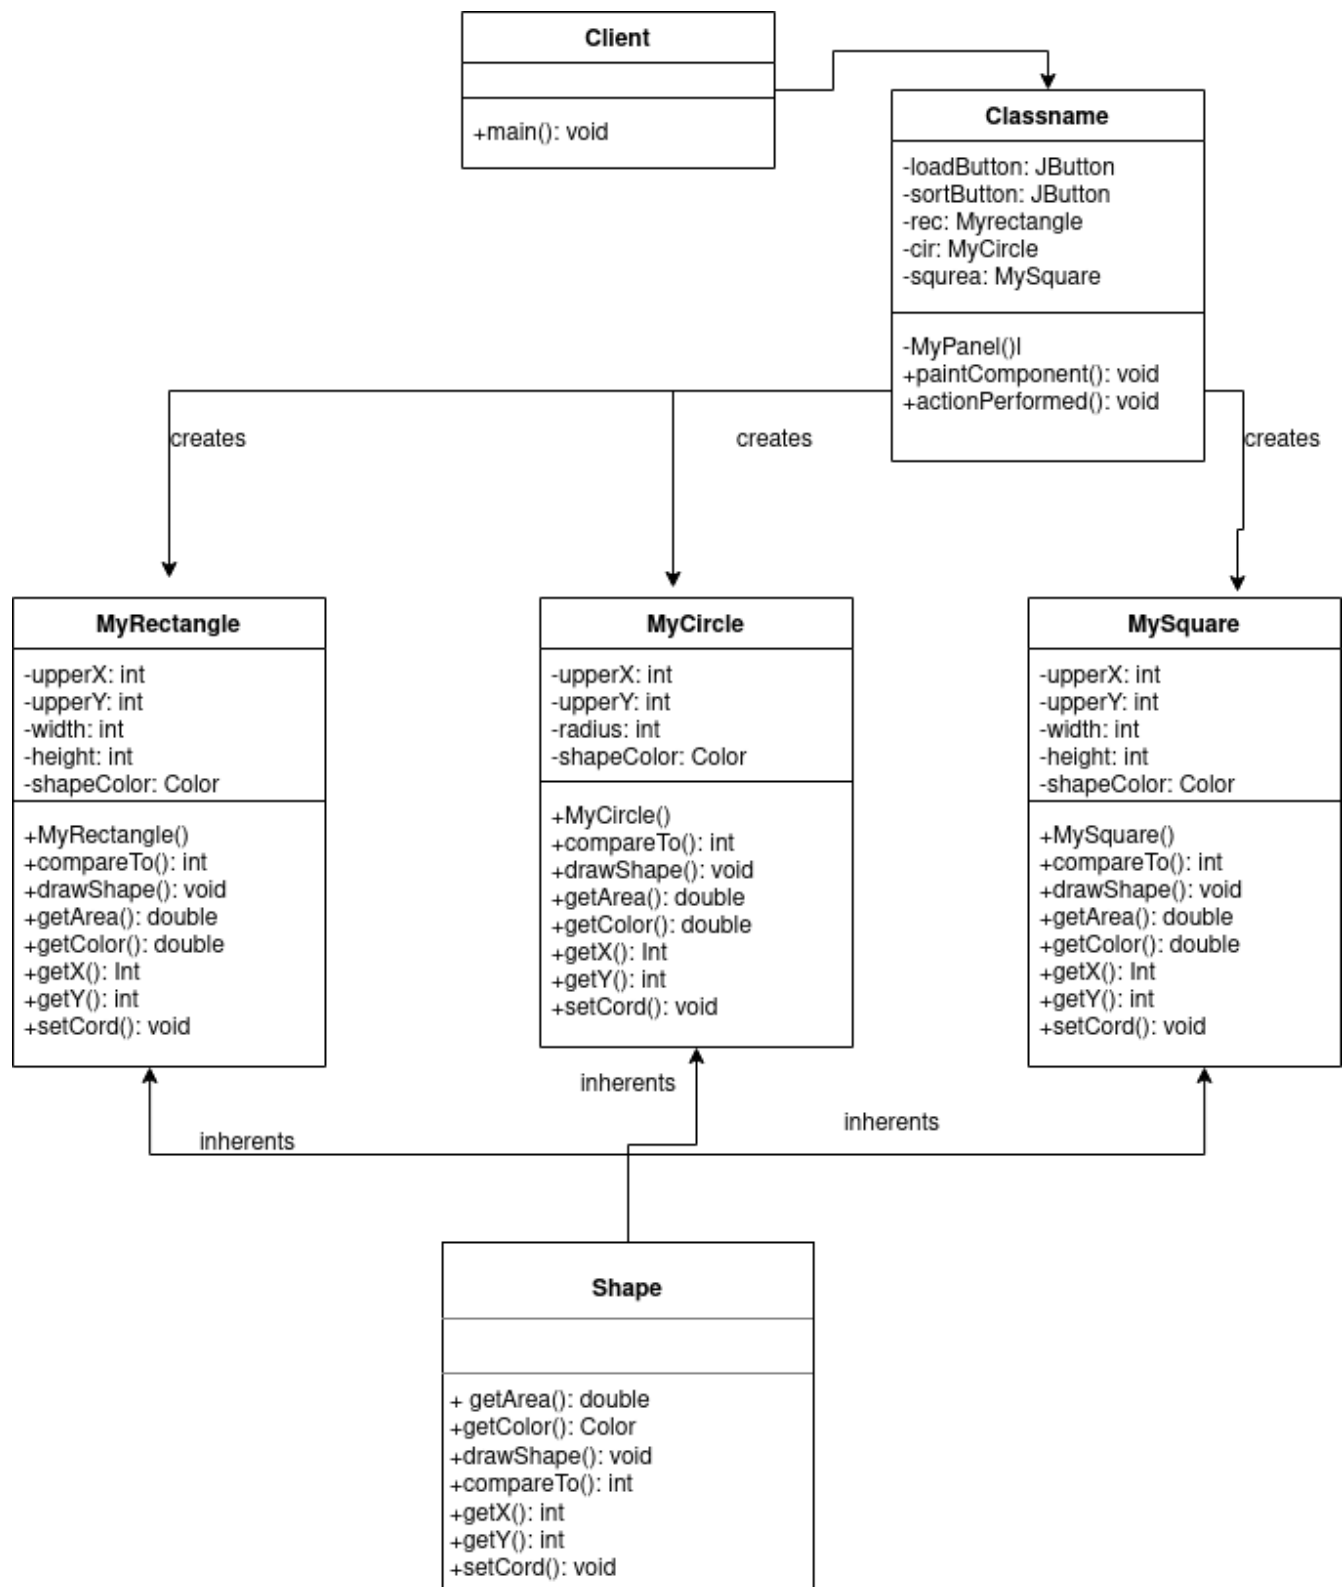 Client
+main(): void
Classname
-loadButton: JButton
-sortButton: JButton
-rec: Myrectangle
-cir: MyCircle
-squrea: MySquare
-MyPanel()l
+paintComponent(): void
+actionPerformed(): void
creates
creates
creates
MyRectangle
-upperX: int
-upperY: int
-width: int
-height: int
-shapeColor: Color
+MyRectangle()
+compareTo(): int
+drawShape(): void
+getArea(): double
+getColor(): double
+getX(): Int
+getY(): int
+setCord(): void
MyCircle
-upperX: int
-upperY: int
-radius: int
-shapeColor: Color
+MyCircle()
+compareTo(): int
+drawShape(): void
+getArea(): double
+getColor(): double
+getX(): Int
+getY(): int
+setCord(): void
MySquare
-upperX: int
-upperY: int
-width: int
-height: int
-shapeColor: Color
+MySquare()
+compareTo(): int
+drawShape(): void
+getArea(): double
+getColor(): double
+getX(): Int
+getY(): int
+setCord(): void
inherents
inherents
inherents
Shape
+ getArea(): double
+getColor(): Color
+drawShape(): void
+compareTo(): int
+getX(): int
+getY(): int
+setCord(): void